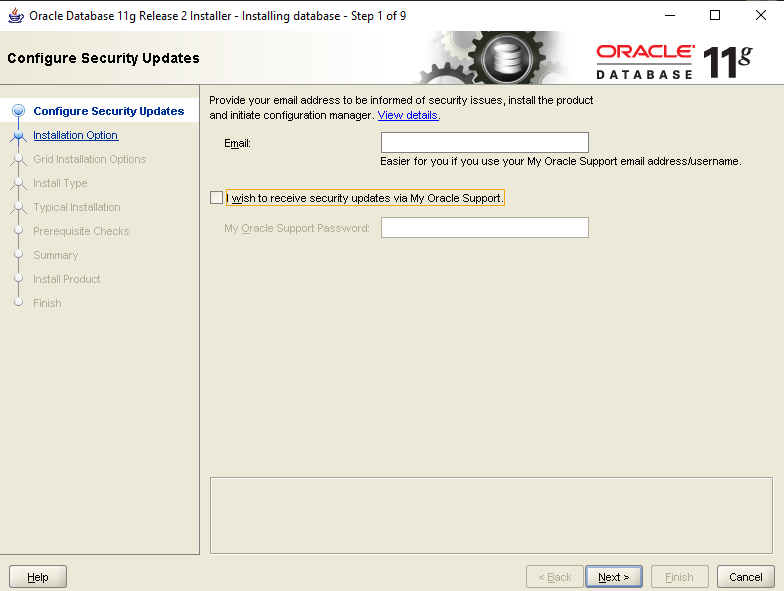 Oracle Database 11g Release 2 Installer - Installing database - Step 1 of 9
Configure Security Updates
ORACLE
DATABASE 11g
Configure Security Updates
Installation Option
Grid Installation Options
Install Type
Typical Installation
Prerequisite Checks
Summary
Install Product
Finish
Provide your email address to be informed of security issues, install the product
and initiate configuration manager. View details.
Email:
Easier for you if you use your My Oracle Support email address/username.
I wish to receive security updates via My Oracle Support.
My Oracle Support Password:
Help
< Back
Next >
Finish
Cancel